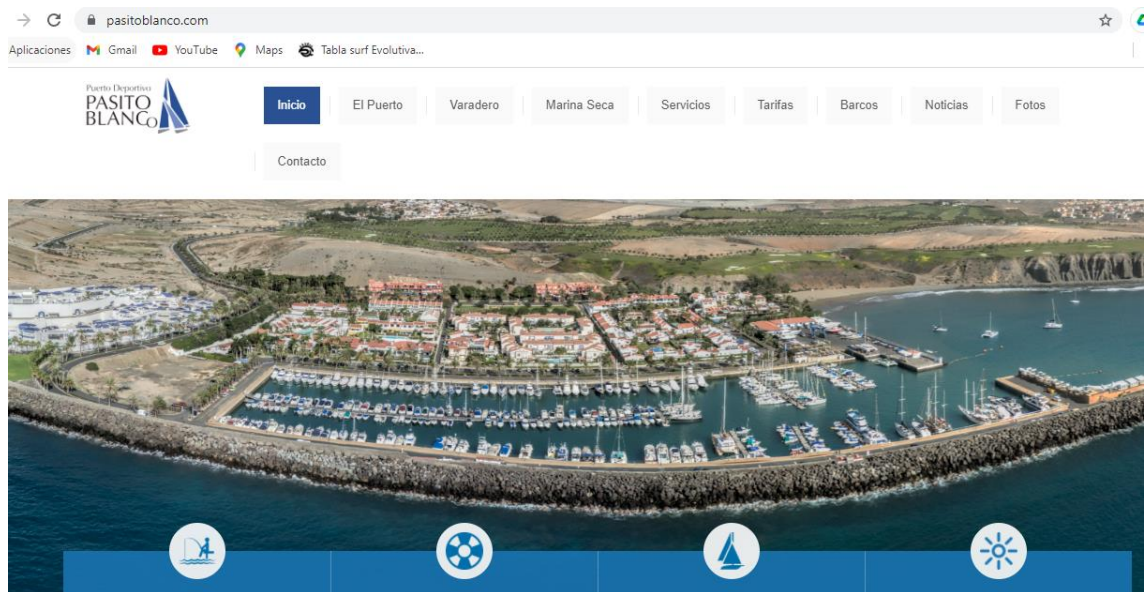 pasitoblanco.com
Aplicaciones Gmail YouTube Maps Tabla surf Evolutiva...
Puerto Deportivo
PASITO
BLANCO
Inicio El Puerto Varadero Marina Seca Servicios Tarifas Barcos Noticias Fotos
Contacto